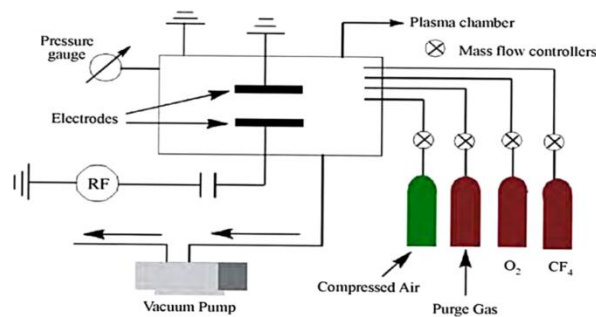 Plasma chamber
Pressure
gauge
Mass flow controllers
Electrodes
RF
O2
CF4
Compressed Air
Vacuum Pump
Purge Gas